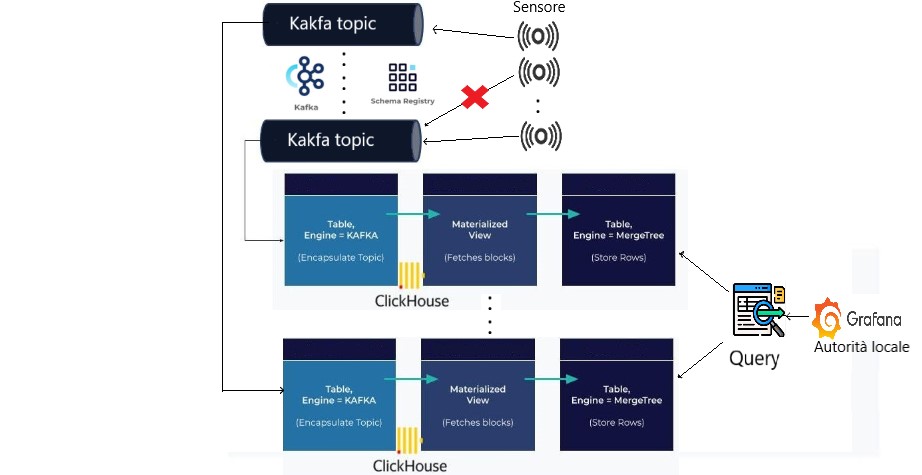 Sensore
Kakfa topic
Kafka
Schema Registry
Kakfa topic
Table,
Engine = KAFKA
(Encapsulate Topic)
Materialized
View
(Fetches blocks)
Table,
Engine = MergeTree
(Store Rows)
ClickHouse
Query
Grafana
Autorità locale
Table,
Engine = KAFKA
(Encapsulate Topic)
Materialized
View
(Fetches blocks)
Table,
Engine = MergeTree
(Store Rows)
ClickHouse